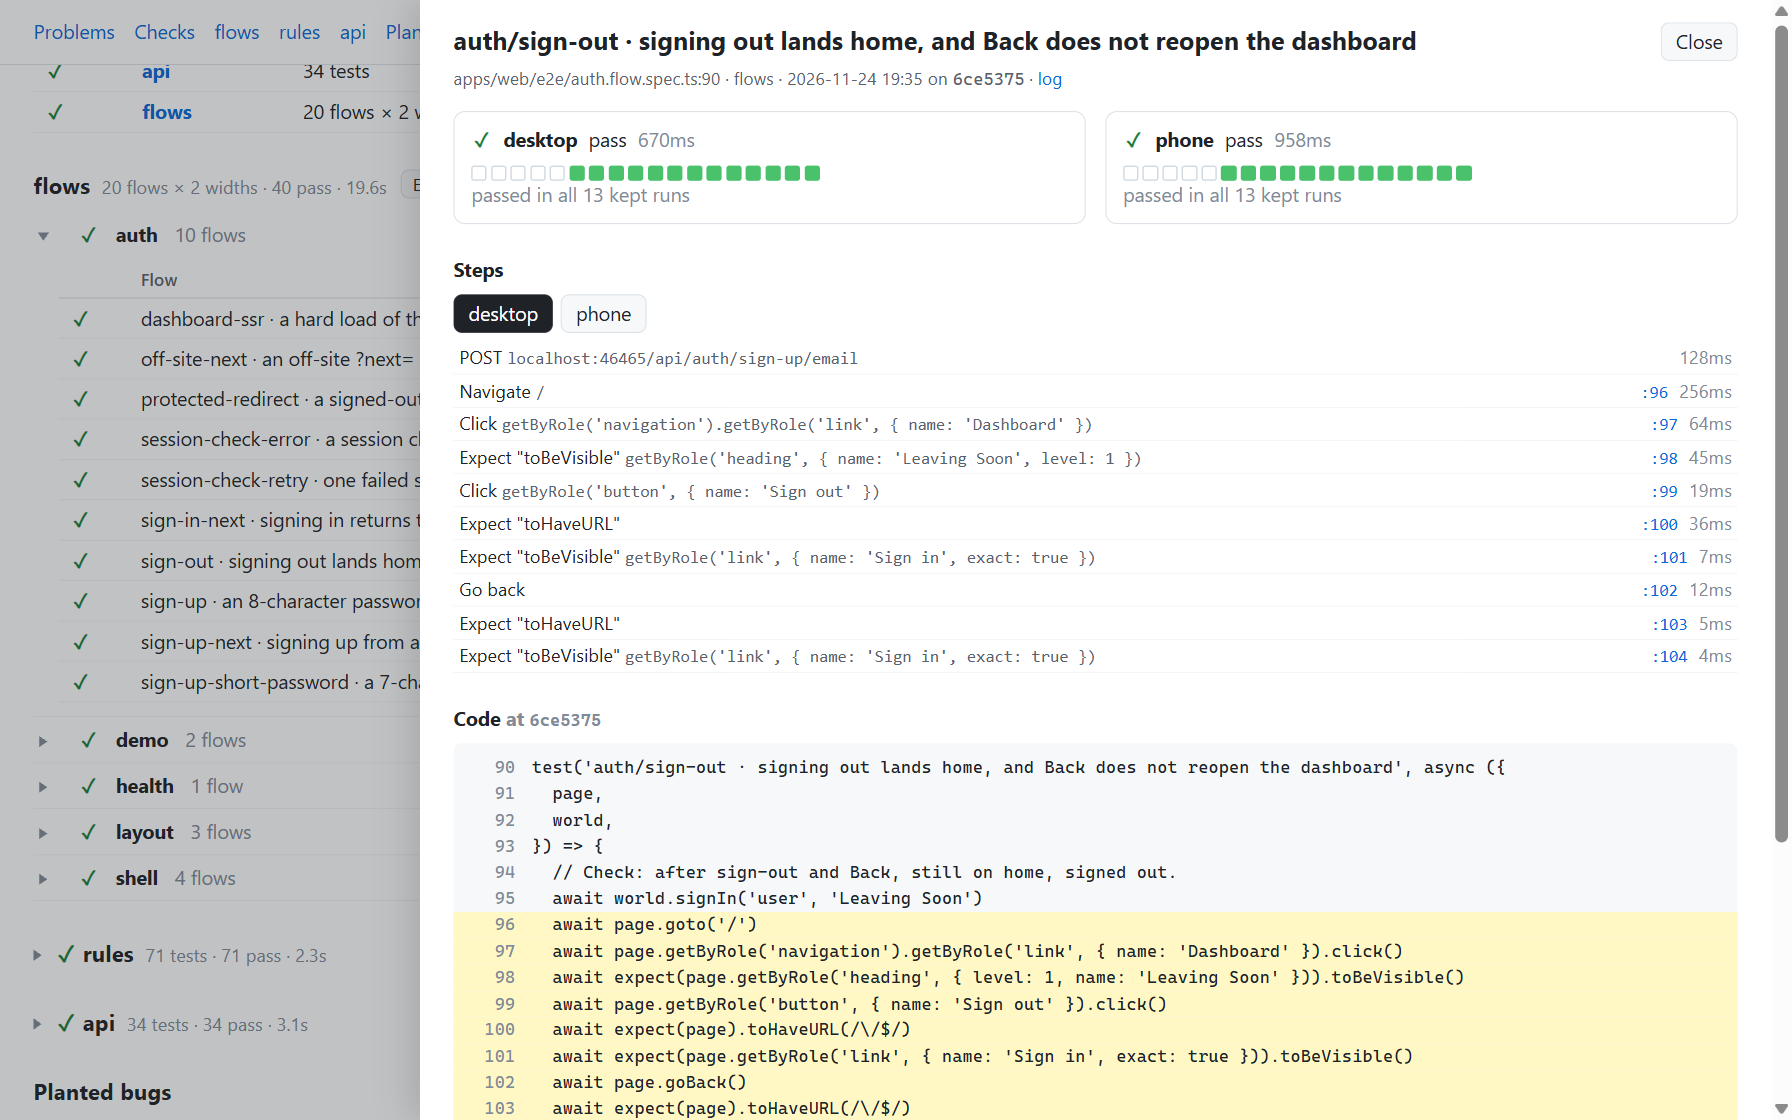 Problems Checks flows rules api Plan
✓ api 34 tests
✓ flows 20 flows × 2 w
flows 20 flows × 2 widths · 40 pass · 19.6s E
▼ ✓ auth 10 flows
Flow
✓ dashboard-ssr · a hard load of th
✓ off-site-next · an off-site ?next=
✓ protected-redirect · a signed-out
✓ session-check-error · a session cl
✓ session-check-retry · one failed s
✓ sign-in-next · signing in returns t
✓ sign-out · signing out lands hom
✓ sign-up · an 8-character passwor
✓ sign-up-next · signing up from a
✓ sign-up-short-password · a 7-cha
▶ ✓ demo 2 flows
▶ ✓ health 1 flow
▶ ✓ layout 3 flows
▶ ✓ shell 4 flows
▶ ✓ rules 71 tests · 71 pass · 2.3s
▶ ✓ api 34 tests · 34 pass · 3.1s
Planted bugs
auth/sign-out · signing out lands home, and Back does not reopen the dashboard
Close
apps/web/e2e/auth.flow.spec.ts:90 · flows · 2026-11-24 19:35 on 6ce5375 · log
✓ desktop pass 670ms
passed in all 13 kept runs
✓ phone pass 958ms
passed in all 13 kept runs
Steps
desktop phone
POST localhost:46465/api/auth/sign-up/email 128ms
Navigate / :96 256ms
Click getByRole('navigation').getByRole('link', { name: 'Dashboard' }) :97 64ms
Expect "toBeVisible" getByRole('heading', { name: 'Leaving Soon', level: 1 }) :98 45ms
Click getByRole('button', { name: 'Sign out' }) :99 19ms
Expect "toHaveURL" :100 36ms
Expect "toBeVisible" getByRole('link', { name: 'Sign in', exact: true }) :101 7ms
Go back :102 12ms
Expect "toHaveURL" :103 5ms
Expect "toBeVisible" getByRole('link', { name: 'Sign in', exact: true }) :104 4ms
Code at 6ce5375
90 test('auth/sign-out · signing out lands home, and Back does not reopen the dashboard', async ({
91 page,
92 world,
93 }) => {
94 // Check: after sign-out and Back, still on home, signed out.
95 await world.signIn('user', 'Leaving Soon')
96 await page.goto('/')
97 await page.getByRole('navigation').getByRole('link', { name: 'Dashboard' }).click()
98 await expect(page.getByRole('heading', { level: 1, name: 'Leaving Soon' })).toBeVisible()
99 await page.getByRole('button', { name: 'Sign out' }).click()
100 await expect(page).toHaveURL(/\/$/)
101 await expect(page.getByRole('link', { name: 'Sign in', exact: true })).toBeVisible()
102 await page.goBack()
103 await expect(page).toHaveURL(/\/$/)